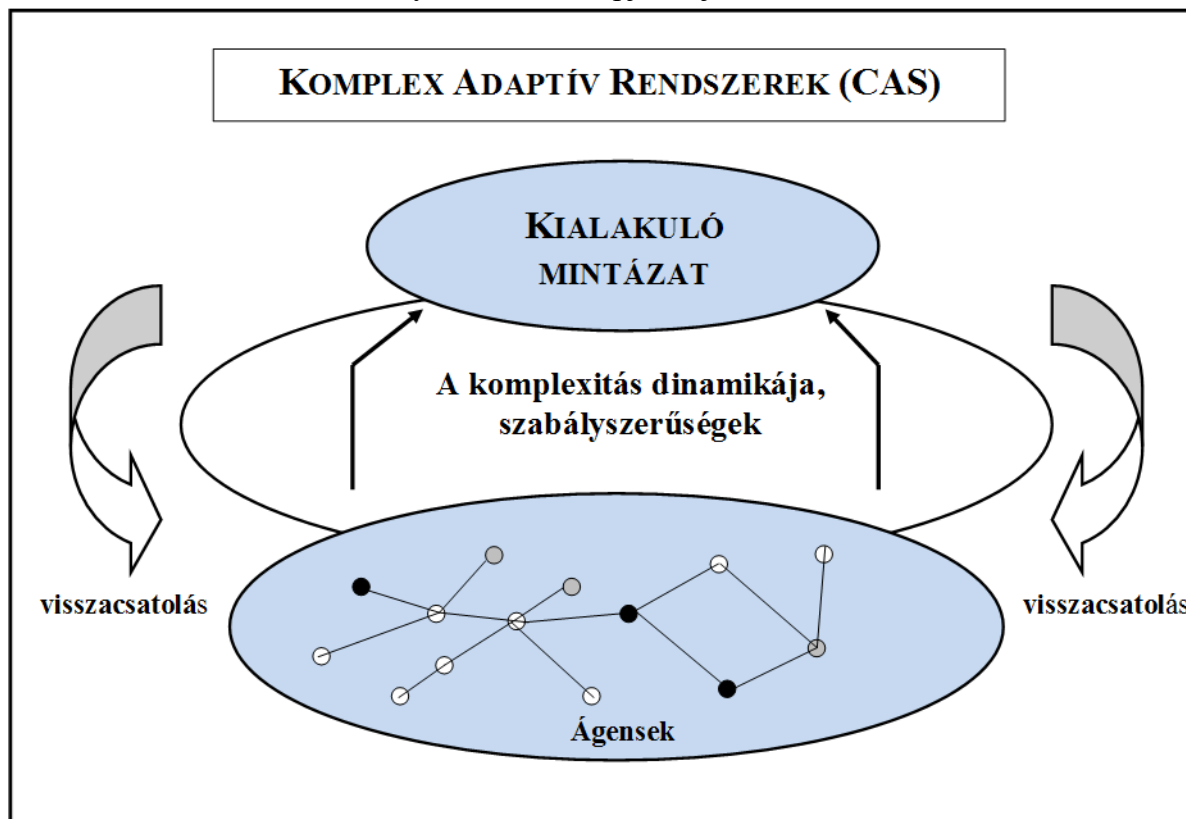 KOMPLEX ADAPTÍV RENDSZEREK (CAS)
KIALAKULÓ
MINTÁZAT
A komplexitás dinamikája,
szabályszerűségek
visszacsatolás
visszacsatolás
Ágensek